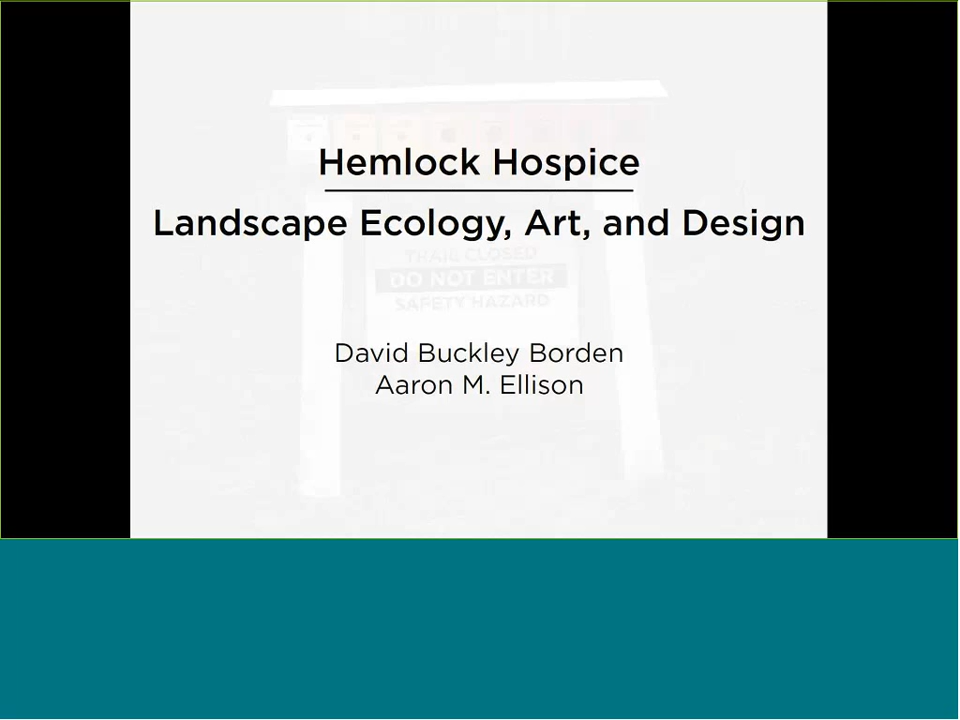 Hemlock Hospice
Landscape Ecology, Art, and Design
TRAIL CLOSED
DO NOT ENTER
SAFETY HAZARD
David Buckley Borden
Aaron M. Ellison